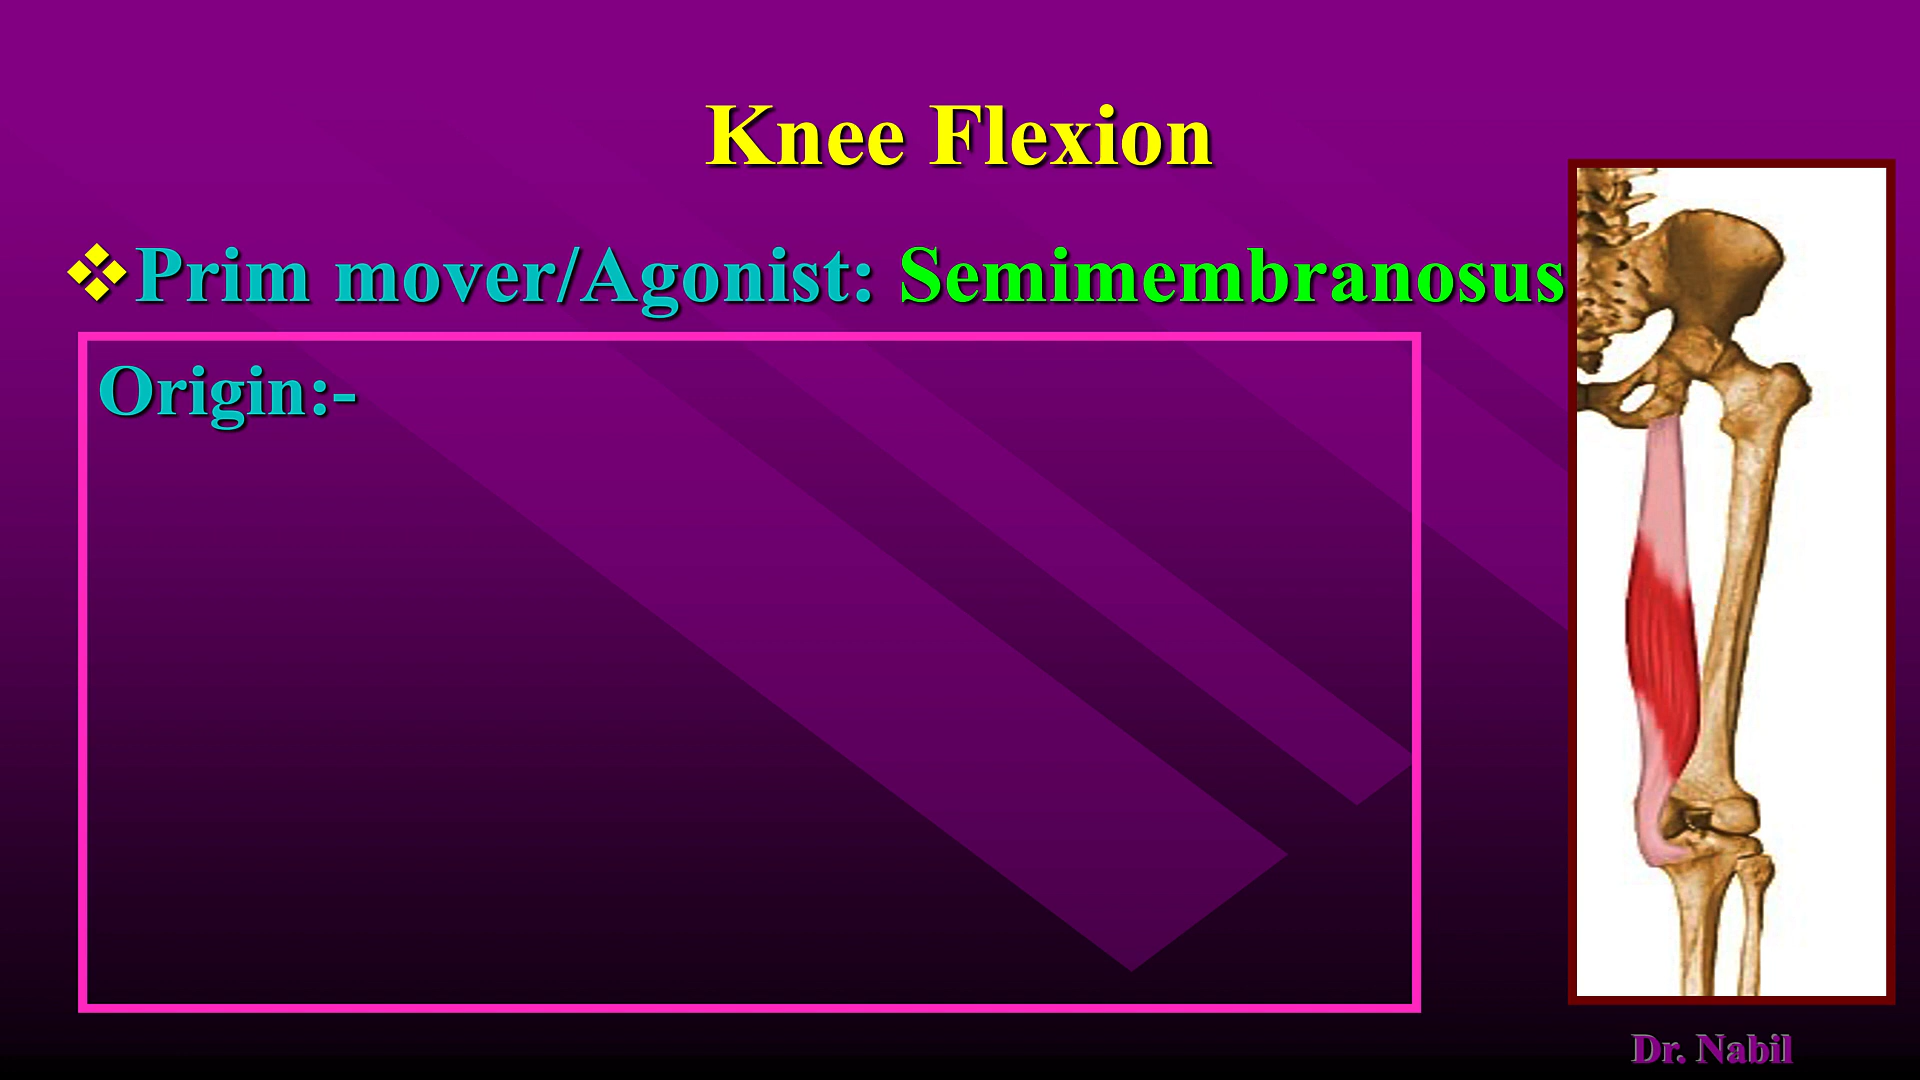 Knee Flexion
Prim mover/Agonist: Semimembranosus
Origin:-
Dr. Nabil